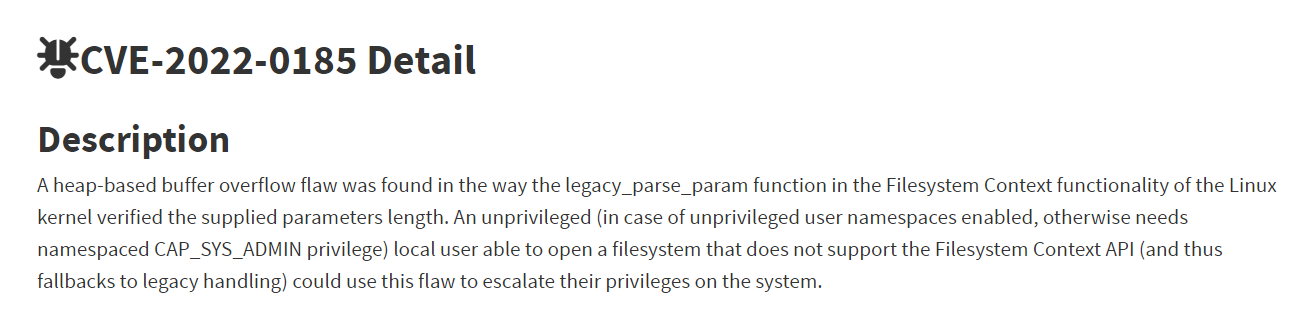 CVE-2022-0185 Detail
Description
A heap-based buffer overflow flaw was found in the way the legacy_parse_param function in the Filesystem Context functionality of the Linux
kernel verified the supplied parameters length. An unprivileged (in case of unprivileged user namespaces enabled, otherwise needs
namespaced CAP_SYS_ADMIN privilege) local user able to open a filesystem that does not support the Filesystem Context API (and thus
fallbacks to legacy handling) could use this flaw to escalate their privileges on the system.